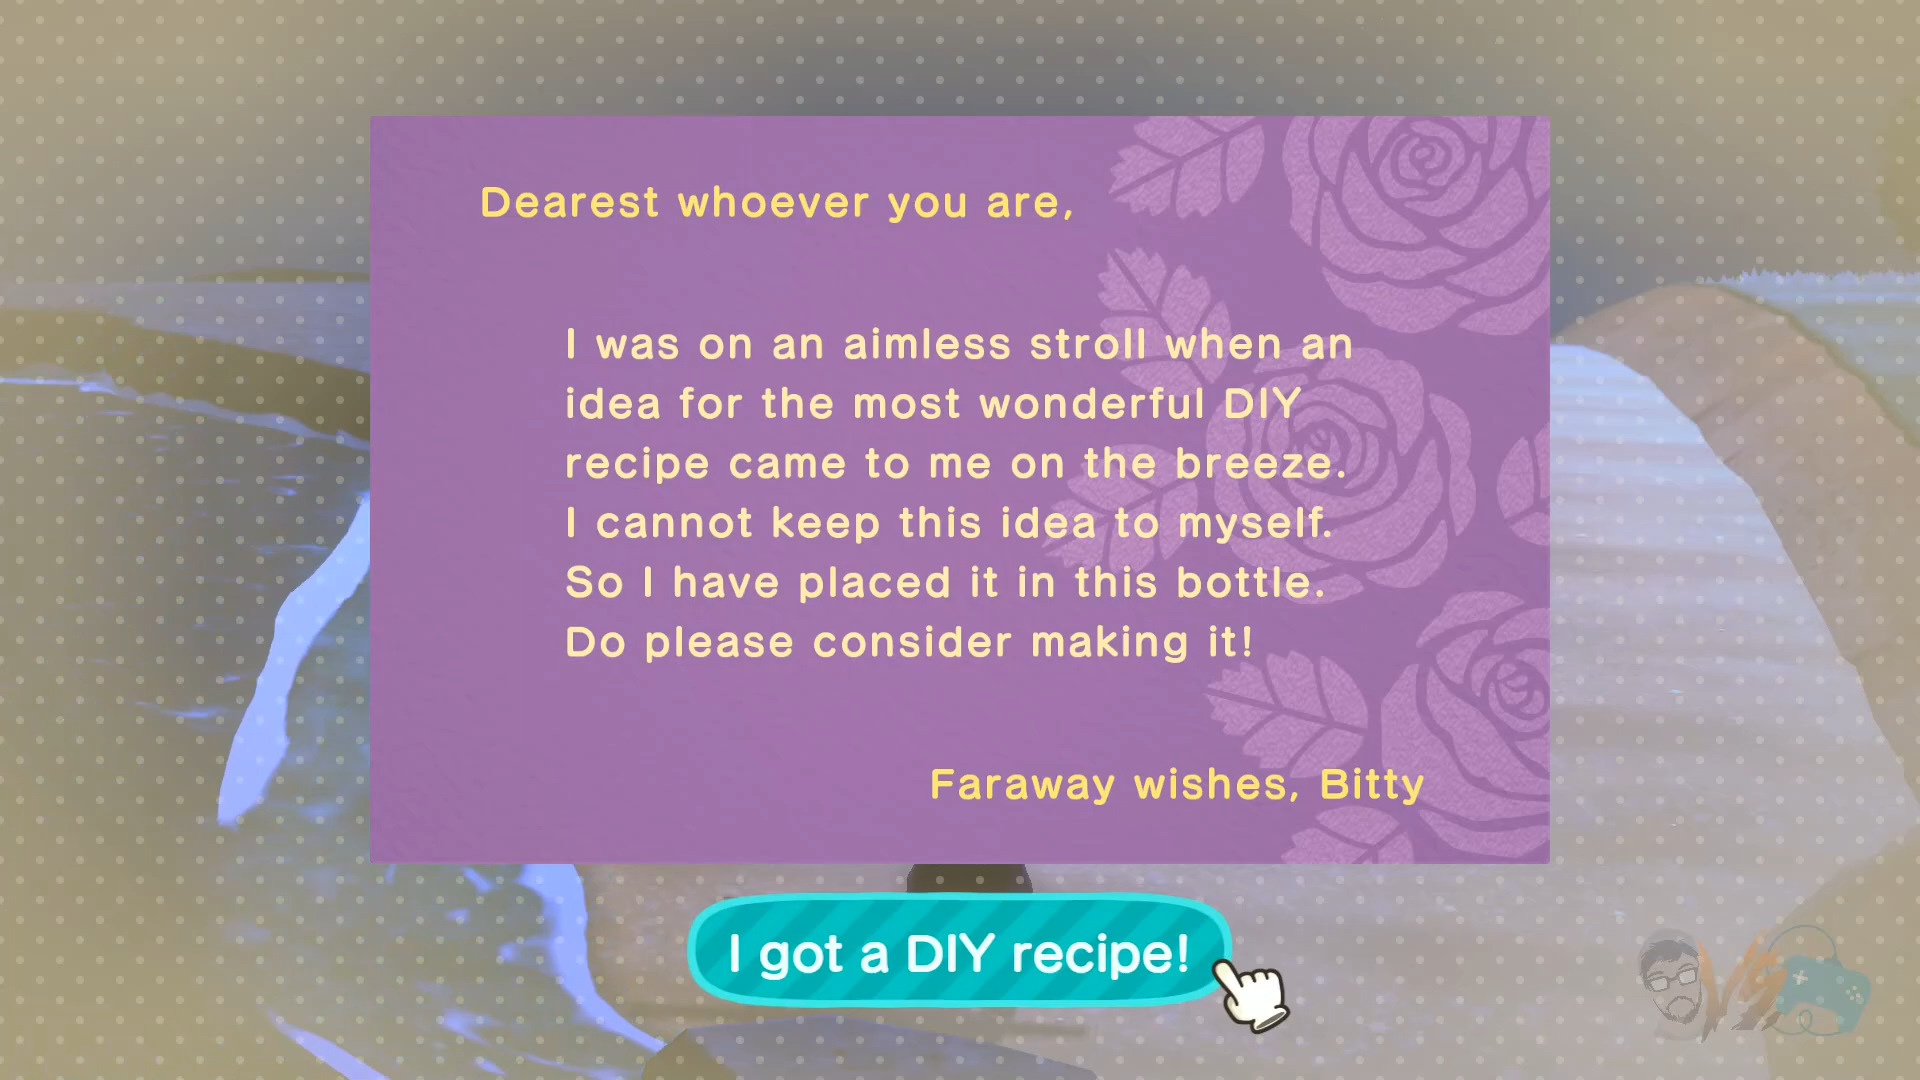 Dearest whoever you are,
I was on an aimless stroll when an
idea for the most wonderful DIY
recipe came to me on the breeze.
I cannot keep this idea to myself.
So I have placed it in this bottle.
Do please consider making it!
Faraway wishes, Bitty
I got a DIY recipe!
VS